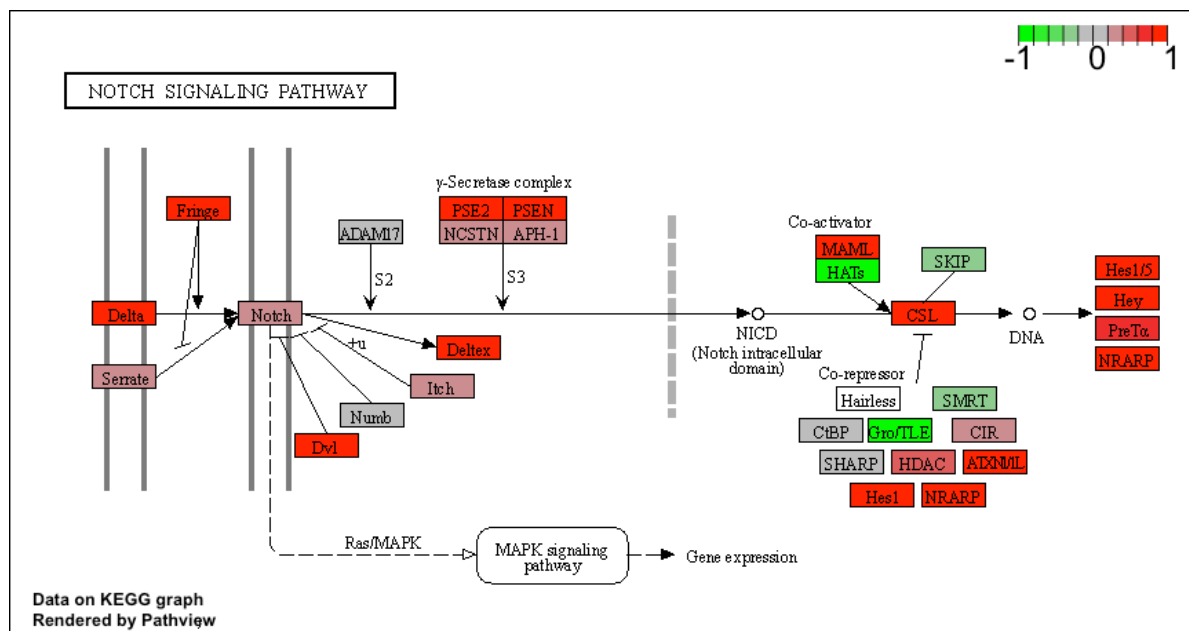 -1 0 1
NOTCH SIGNALING PATHWAY
γ-Secretase complex
Fringe
PSE2 PSEN
ADAM17
NCSTN APH-1
Co-activator
MAML
HATs
SKIP
S2
S3
Hes1/5
Delta
Notch
CSL
Hey
NICD
(Notch intracellular
domain)
DNA
PreTα
+u
Deltex
NRARP
Serrate
Itch
Co-repressor
Hairless
SMRT
Numb
CtBP
Gro/TLE
CIR
Dvl
SHARP
HDAC
ATXN1/1L
Hes1
NRARP
Ras/MAPK
MAPK signaling
pathway
Gene expression
Data on KEGG graph
Rendered by Pathview